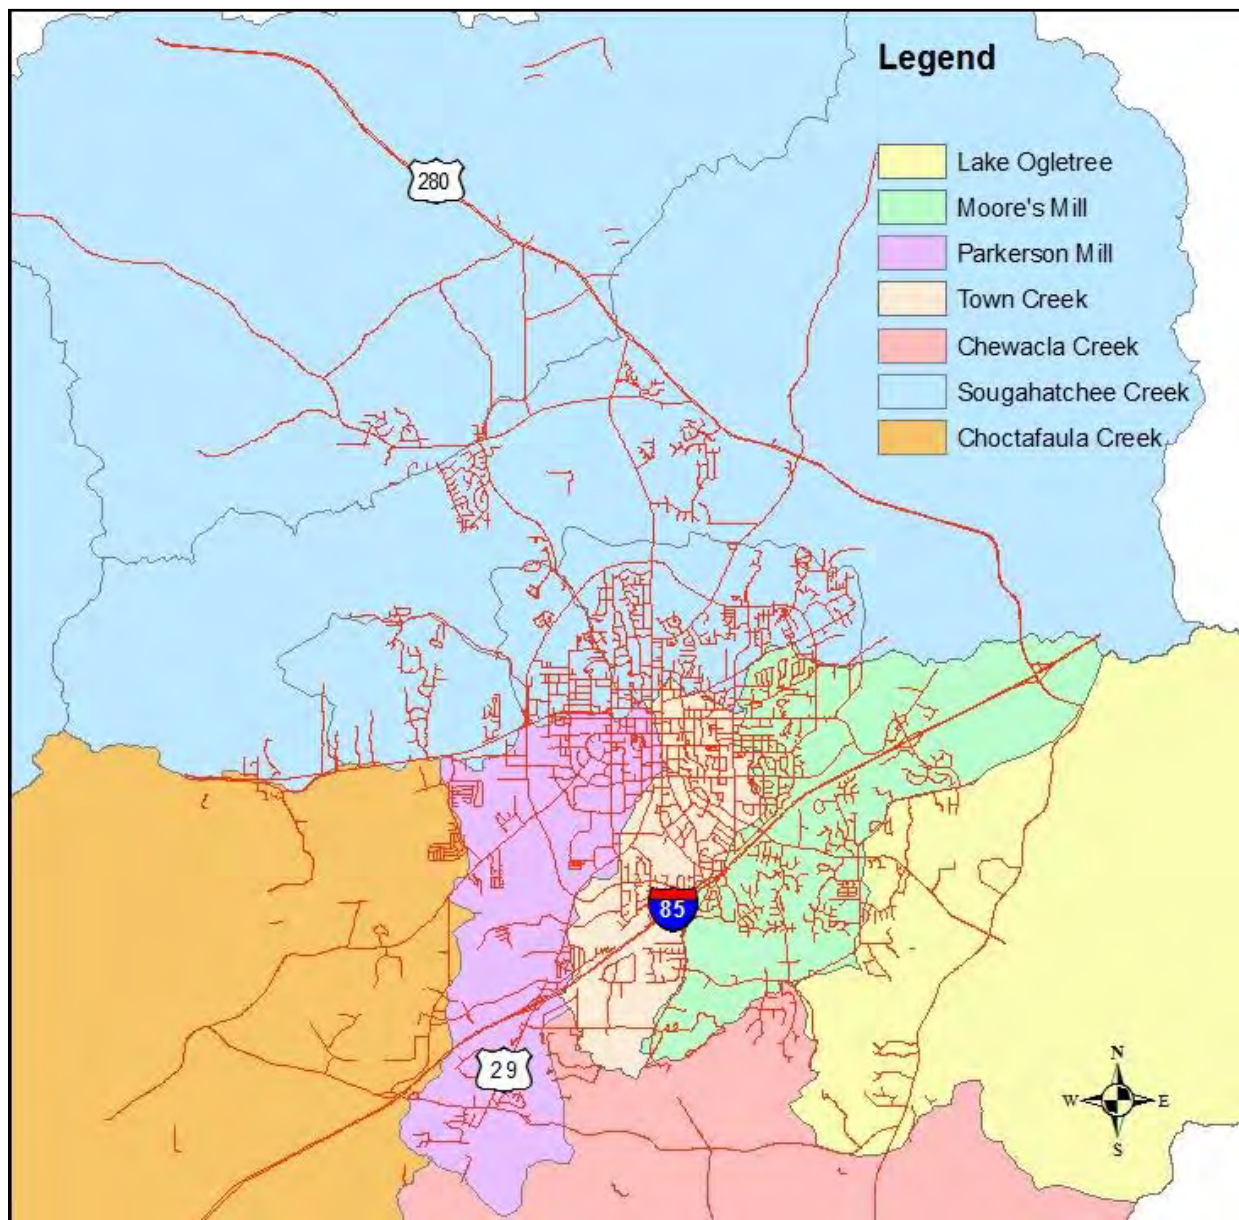 Legend
Lake Ogletree
Moore's Mill
Parkerson Mill
Town Creek
Chewacla Creek
Sougahatchee Creek
Choctafaula Creek
280
85
29
N
W E
S